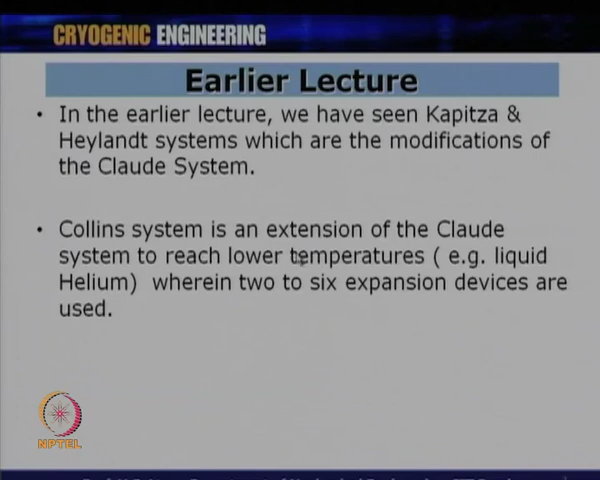 CRYOGENIC ENGINEERING
Earlier Lecture
• In the earlier lecture, we have seen Kapitza &
Heylandt systems which are the modifications of
the Claude System.
• Collins system is an extension of the Claude
system to reach lower temperatures ( e.g. liquid
Helium) wherein two to six expansion devices are
used.
NPTEL